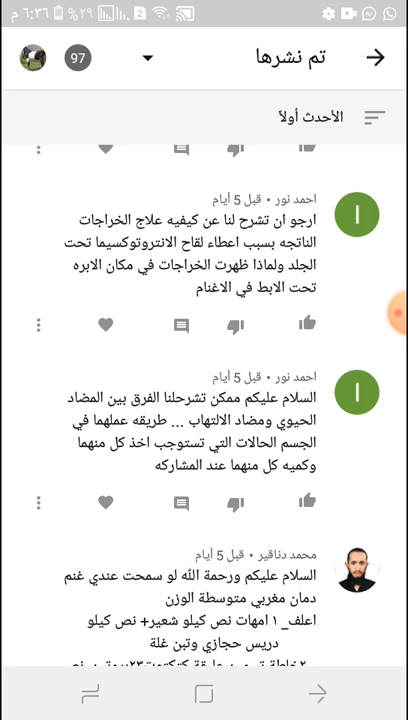 ٦:٣٦ م ٢٩% 2
تم نشرها
97
الأحدث أولاً
احمد نور • قبل 5 أيام
ارجو ان تشرح لنا عن كيفيه علاج الخراجات
الناتجه بسبب اعطاء لقاح الانتروتوكسيما تحت
الجلد ولماذا ظهرت الخراجات في مكان الابره
تحت الابط في الاغنام
ا
احمد نور • قبل 5 أيام
السلام عليكم ممكن تشرحلنا الفرق بين المضاد
الحيوي ومضاد الالتهاب ... طريقه عملهما في
الجسم الحالات التي تستوجب اخذ كل منهما
وكميه كل منهما عند المشاركه
ا
محمد دناقير • قبل 5 أيام
السلام عليكم ورحمة الله لو سمحت عندي غنم
دمان مغربي متوسطة الوزن
اعلف_ ١ امهات نص كيلو شعير+ نص كيلو
دريس حجازي وتبن غلة